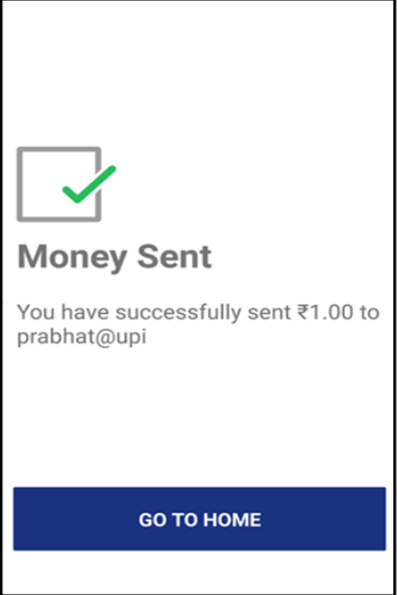 Money Sent
You have successfully sent ₹1.00 to
prabhat@upi
GO TO HOME